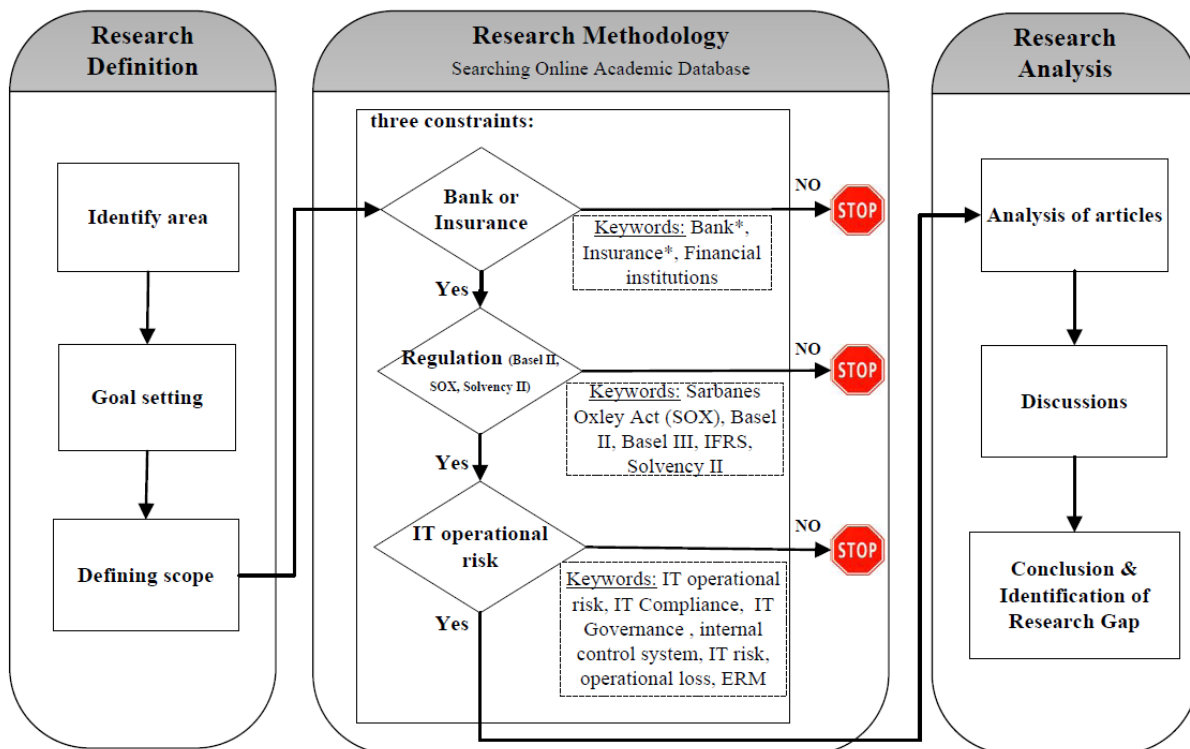 Research
Definition
Identify area
Goal setting
Defining scope
Research Methodology
Searching Online Academic Database
three constraints:
Bank or
Insurance
NO
STOP
Keywords: Bank*,
Insurance*, Financial
institutions
Yes
Regulation (Basel II,
SOX, Solvency II)
NO
STOP
Keywords: Sarbanes
Oxley Act (SOX), Basel
II, Basel III, IFRS,
Solvency II
Yes
IT operational
risk
NO
STOP
Keywords: IT operational
risk, IT Compliance, IT
Governance , internal
control system, IT risk,
operational loss, ERM
Yes
Research
Analysis
Analysis of articles
Discussions
Conclusion &
Identification of
Research Gap